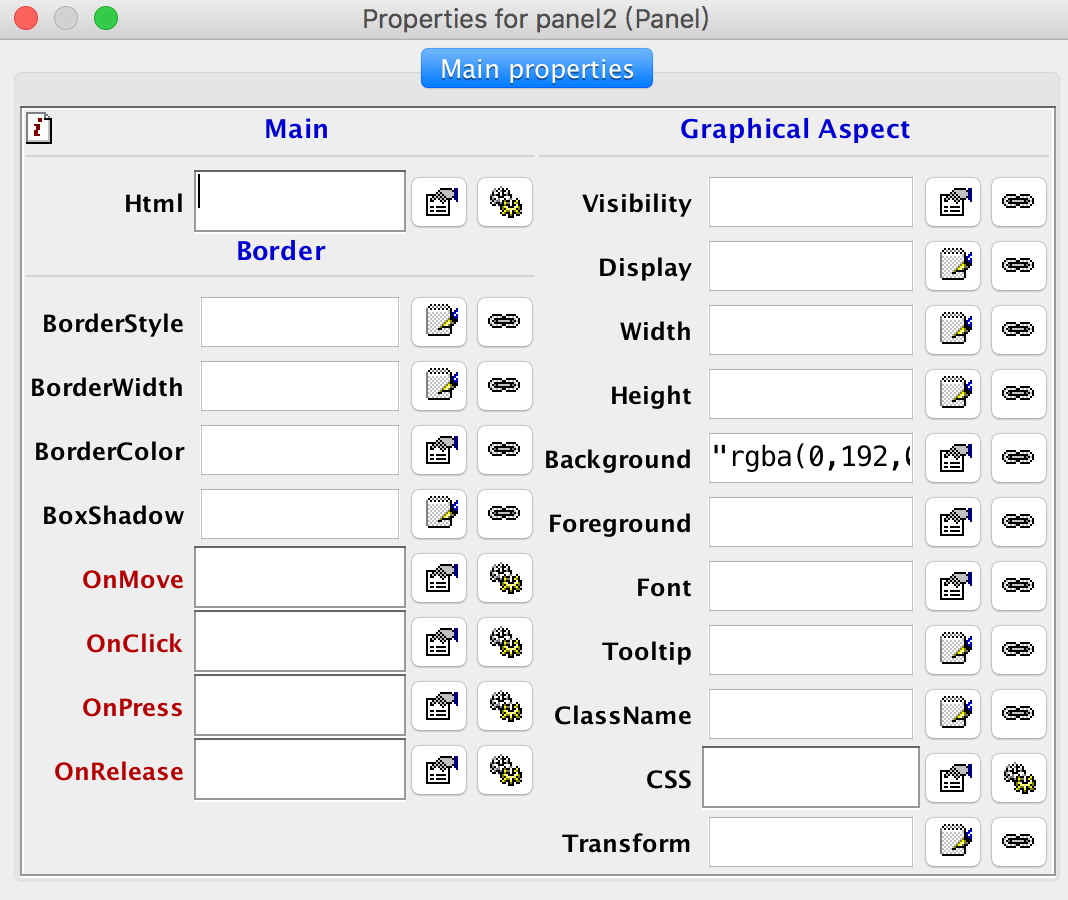 Properties for panel2 (Panel)
Main properties
Main
Html
Border
BorderStyle
BorderWidth
BorderColor
BoxShadow
OnMove
OnClick
OnPress
OnRelease
Graphical Aspect
Visibility
Display
Width
Height
Background "rgba(0,192,
Foreground
Font
Tooltip
ClassName
CSS
Transform